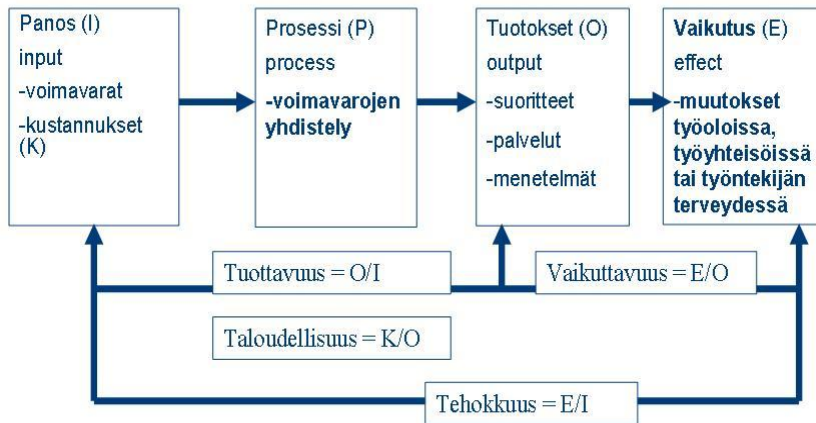 Panos (I)
input
-voimavarat
-kustannukset
(K)
Prosessi (P)
process
-voimavarojen
yhdistely
Tuotokset (O)
output
-suoritteet
-palvelut
-menetelmät
Vaikutus (E)
effect
-muutokset
työoloissa,
työyhteisöissä
tai työntekijän
terveydessä
Tuottavuus = O/I
Vaikuttavuus = E/O
Taloudellisuus = K/O
Tehokkuus = E/I